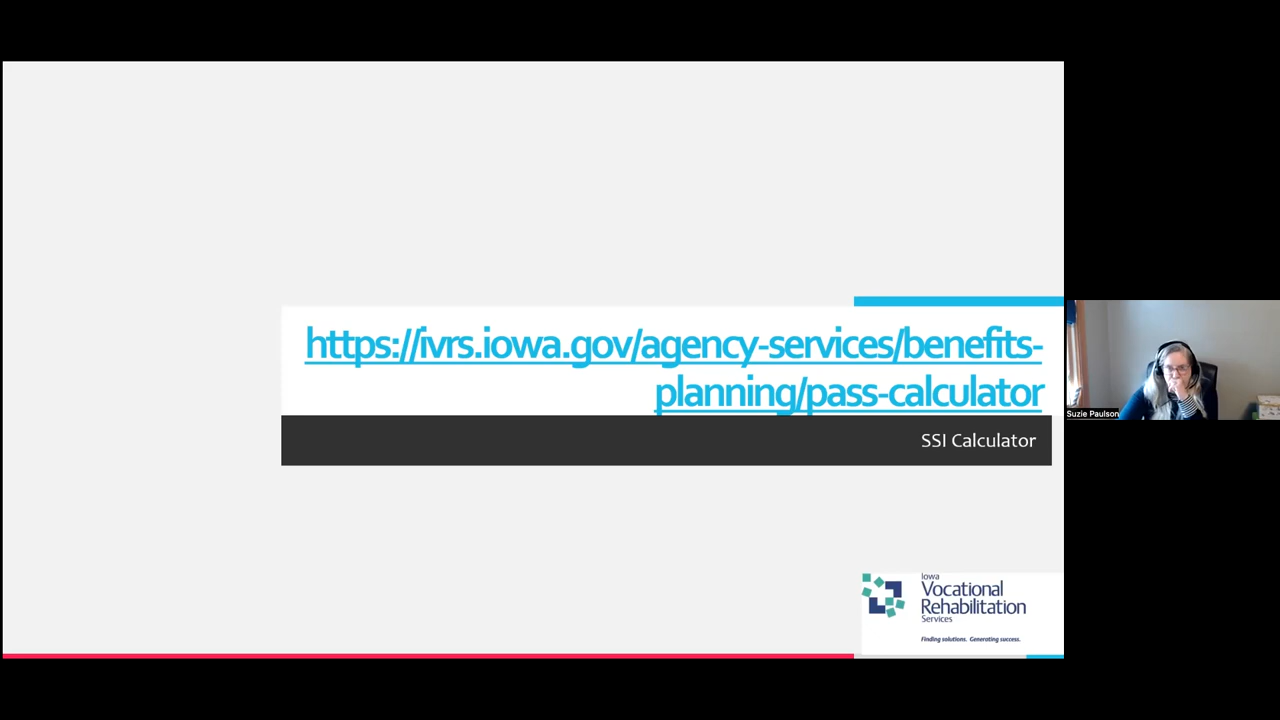 https://ivrs.iowa.gov/agency-services/benefits-
planning/pass-calculator
SSI Calculator
Suzie Paulson
Iowa
Vocational
Rehabilitation
Services
Finding solutions. Generating success.